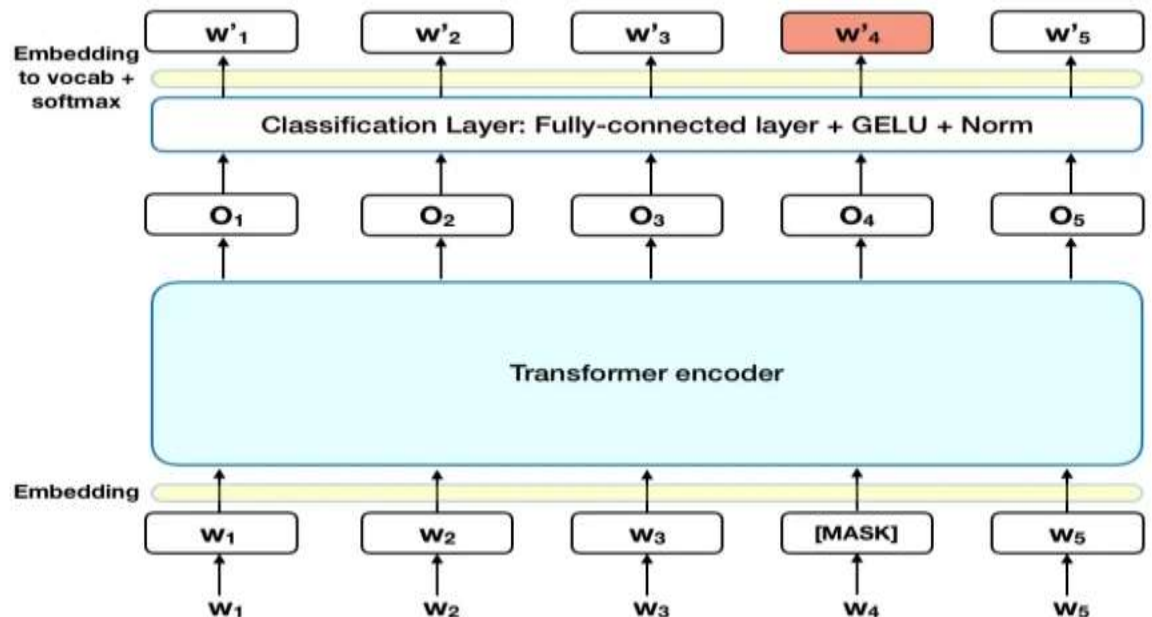 w’₁ w’₂ w’₃ w’₄ w’₅
Embedding
to vocab +
softmax
Classification Layer: Fully-connected layer + GELU + Norm
O₁ O₂ O₃ O₄ O₅
Transformer encoder
Embedding
w₁ w₂ w₃ [MASK] w₅
w₁ w₂ w₃ w₄ w₅